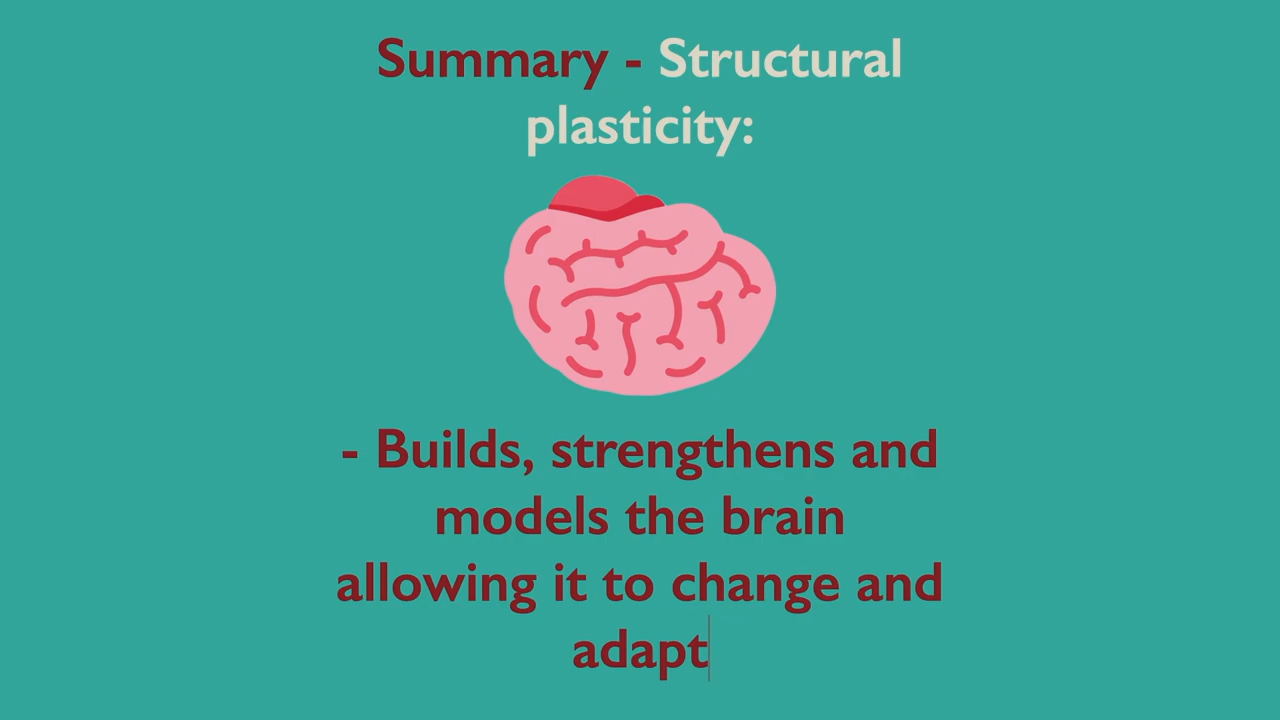 Summary - Structural
plasticity:
- Builds, strengthens and
models the brain
allowing it to change and
adapt